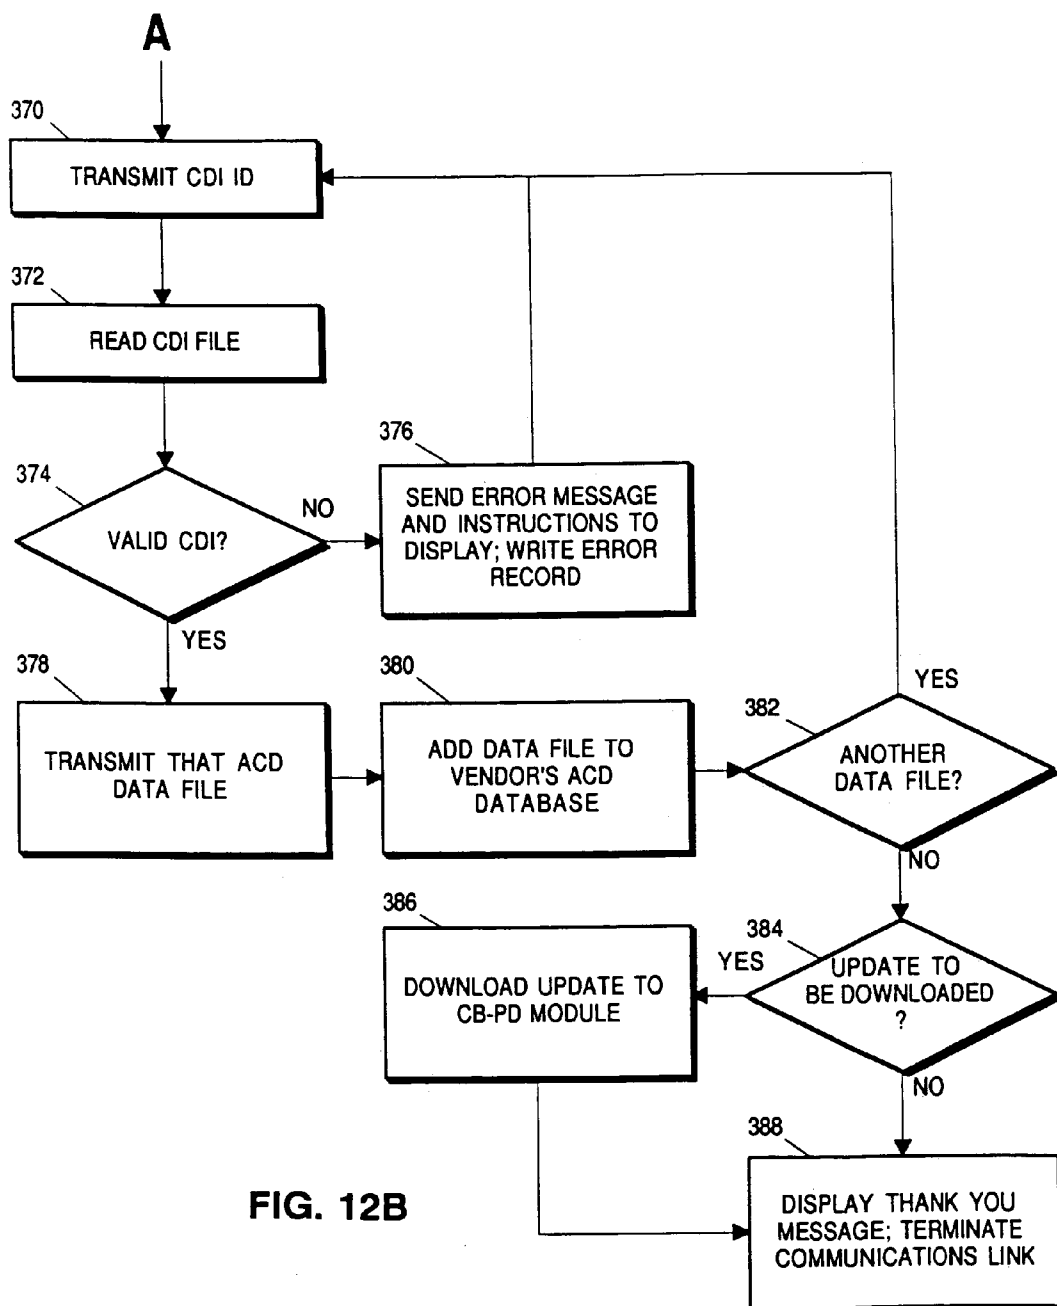 A
370
TRANSMIT CDI ID
372
READ CDI FILE
374
VALID CDI?
NO
YES
376
SEND ERROR MESSAGE
AND INSTRUCTIONS TO
DISPLAY; WRITE ERROR
RECORD
378
TRANSMIT THAT ACD
DATA FILE
380
ADD DATA FILE TO
VENDOR'S ACD
DATABASE
382
YES
ANOTHER
DATA FILE?
NO
384
YES
UPDATE TO
BE DOWNLOADED
?
NO
386
DOWNLOAD UPDATE TO
CB-PD MODULE
388
DISPLAY THANK YOU
MESSAGE; TERMINATE
COMMUNICATIONS LINK
FIG. 12B